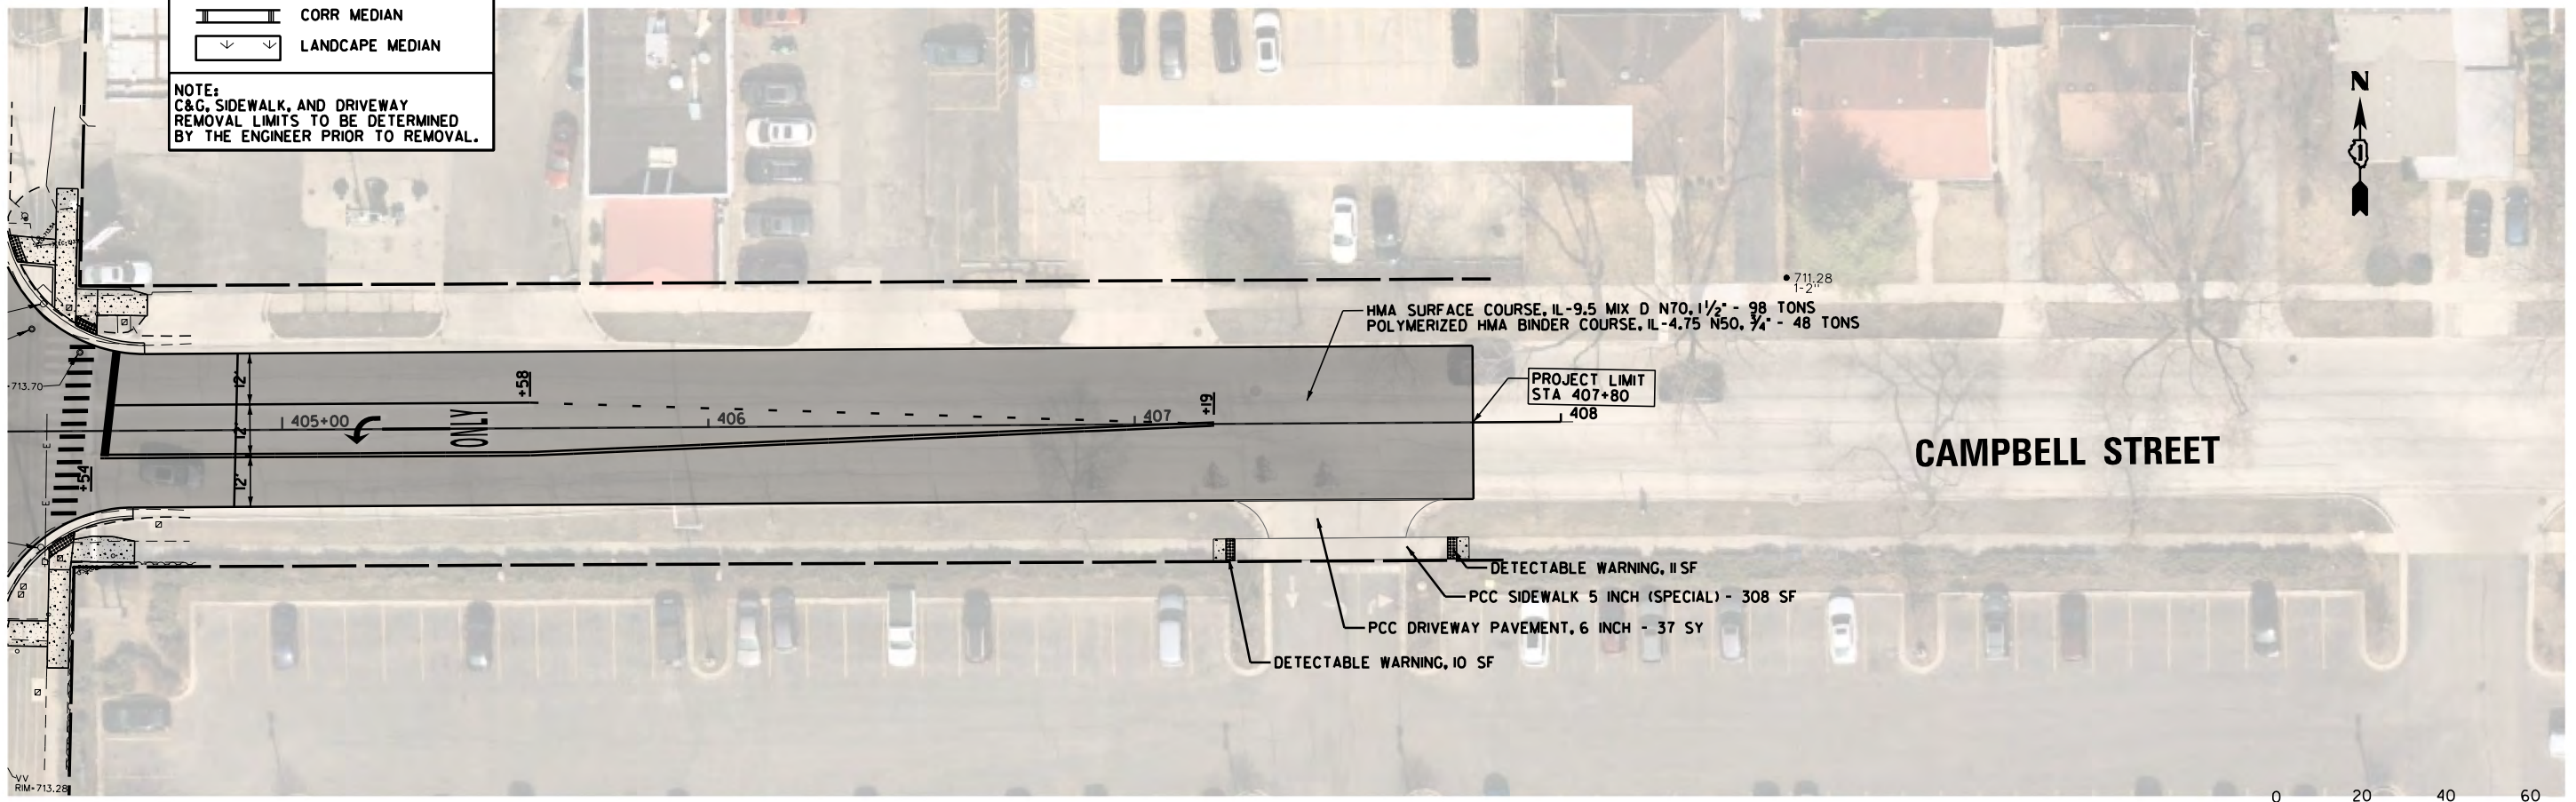 CORR MEDIAN
LANDCAPE MEDIAN
NOTE:
C&G, SIDEWALK, AND DRIVEWAY
REMOVAL LIMITS TO BE DETERMINED
BY THE ENGINEER PRIOR TO REMOVAL.
N
711.28
1-2"
HMA SURFACE COURSE, IL-9.5 MIX D N70, 1 1/2" - 98 TONS
POLYMERIZED HMA BINDER COURSE, IL-4.75 N50, 3/4" - 48 TONS
713.70
12'
12'
12'
+58
+19
+54
PROJECT LIMIT
STA 407+80
405+00
ONLY
406
407
408
E
E
CAMPBELL STREET
DETECTABLE WARNING, 11 SF
PCC SIDEWALK 5 INCH (SPECIAL) - 308 SF
PCC DRIVEWAY PAVEMENT, 6 INCH - 37 SY
DETECTABLE WARNING, 10 SF
VV
RIM=713.28
0 20 40 60